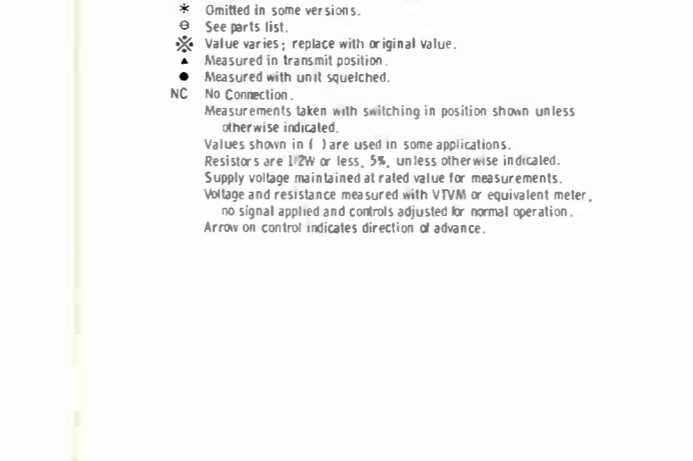 * Omitted in some versions.
⊖ See parts list.
※ Value varies; replace with original value.
▲ Measured in transmit position.
● Measured with unit squelched.
NC No Connection.
Measurements taken with switching in position shown unless
otherwise indicated.
Values shown in ( ) are used in some applications.
Resistors are 1/2W or less, 5%, unless otherwise indicated.
Supply voltage maintained at rated value for measurements.
Voltage and resistance measured with VTVM or equivalent meter,
no signal applied and controls adjusted for normal operation.
Arrow on control indicates direction of advance.